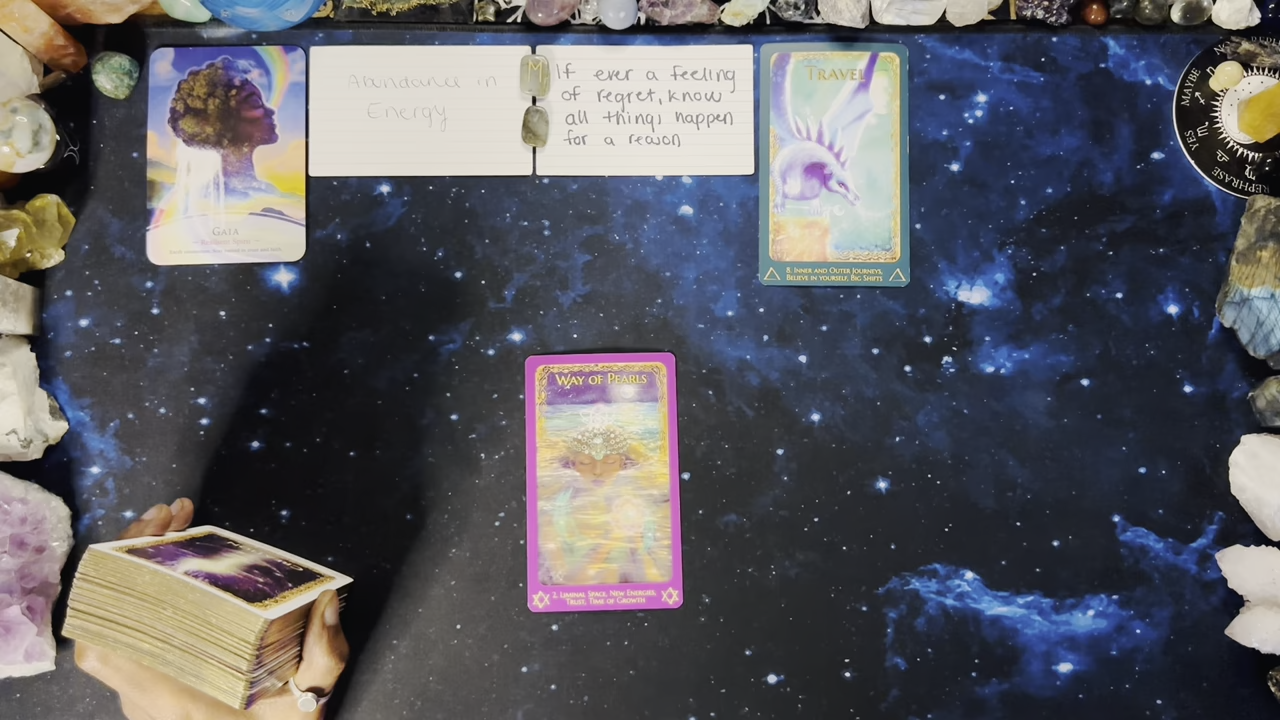 GAIA
Abundance in
Energy
M
If ever a feeling
of regret, know
all things happen
for a reason
TRAVEL
8. INNER AND OUTER JOURNEYS,
BELIEVE IN YOURSELF, BIG SHIFTS
MAYBE
YES
REPHRASE
WAY OF PEARLS
2. LIMINAL SPACE, NEW ENERGIES,
TRUST, TIME OF GROWTH